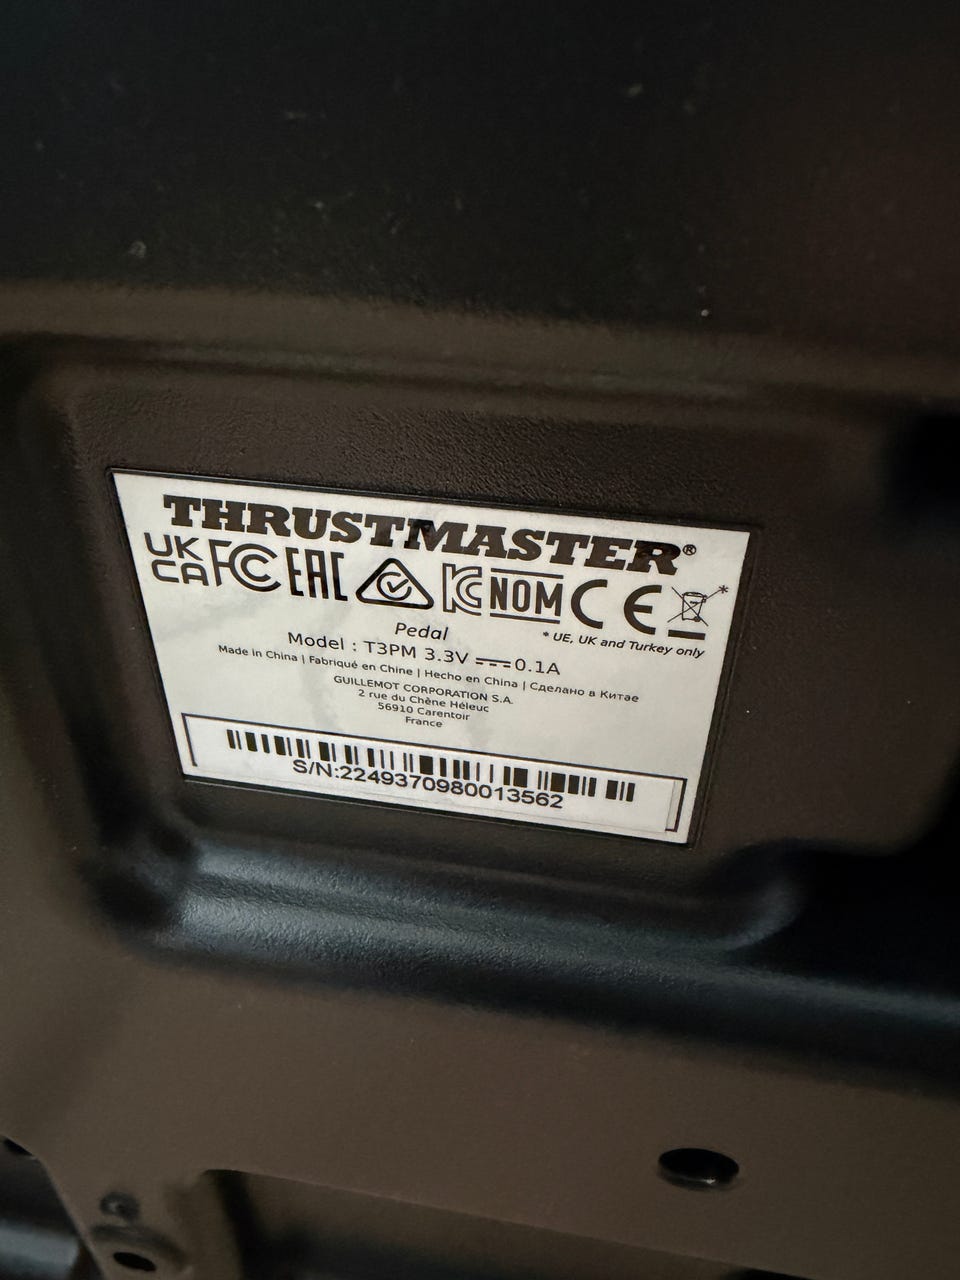 THRUSTMASTER®
UK CA FC EAC NOM CE *
Pedal
* UE, UK and Turkey only
Model : T3PM 3.3V 0.1A
Made in China | Fabriqué en Chine | Hecho en China | Сделано в Китае
GUILLEMOT CORPORATION S.A.
2 rue du Chêne Héleuc
56910 Carentoir
France
S/N:2249370980013562